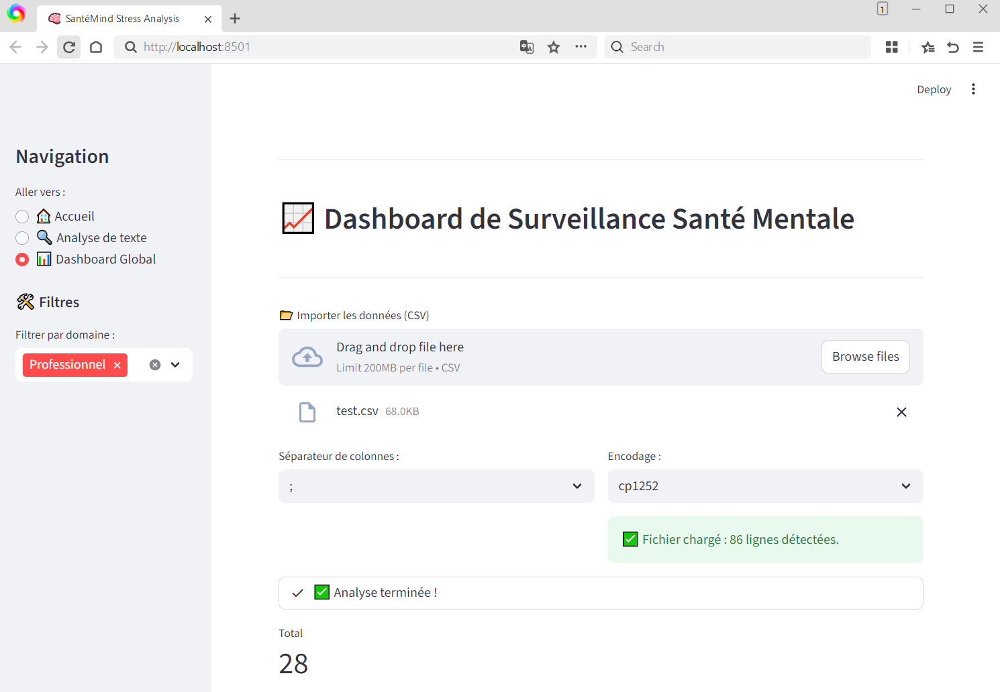 SantéMind Stress Analysis
1
http://localhost:8501
Search
Deploy
Navigation
Aller vers :
Accueil
Analyse de texte
Dashboard Global
Filtres
Filtrer par domaine :
Professionnel
Dashboard de Surveillance Santé Mentale
Importer les données (CSV)
Drag and drop file here
Limit 200MB per file • CSV
Browse files
test.csv 68.0KB
Séparateur de colonnes :
;
Encodage :
cp1252
Fichier chargé : 86 lignes détectées.
Analyse terminée !
Total
28